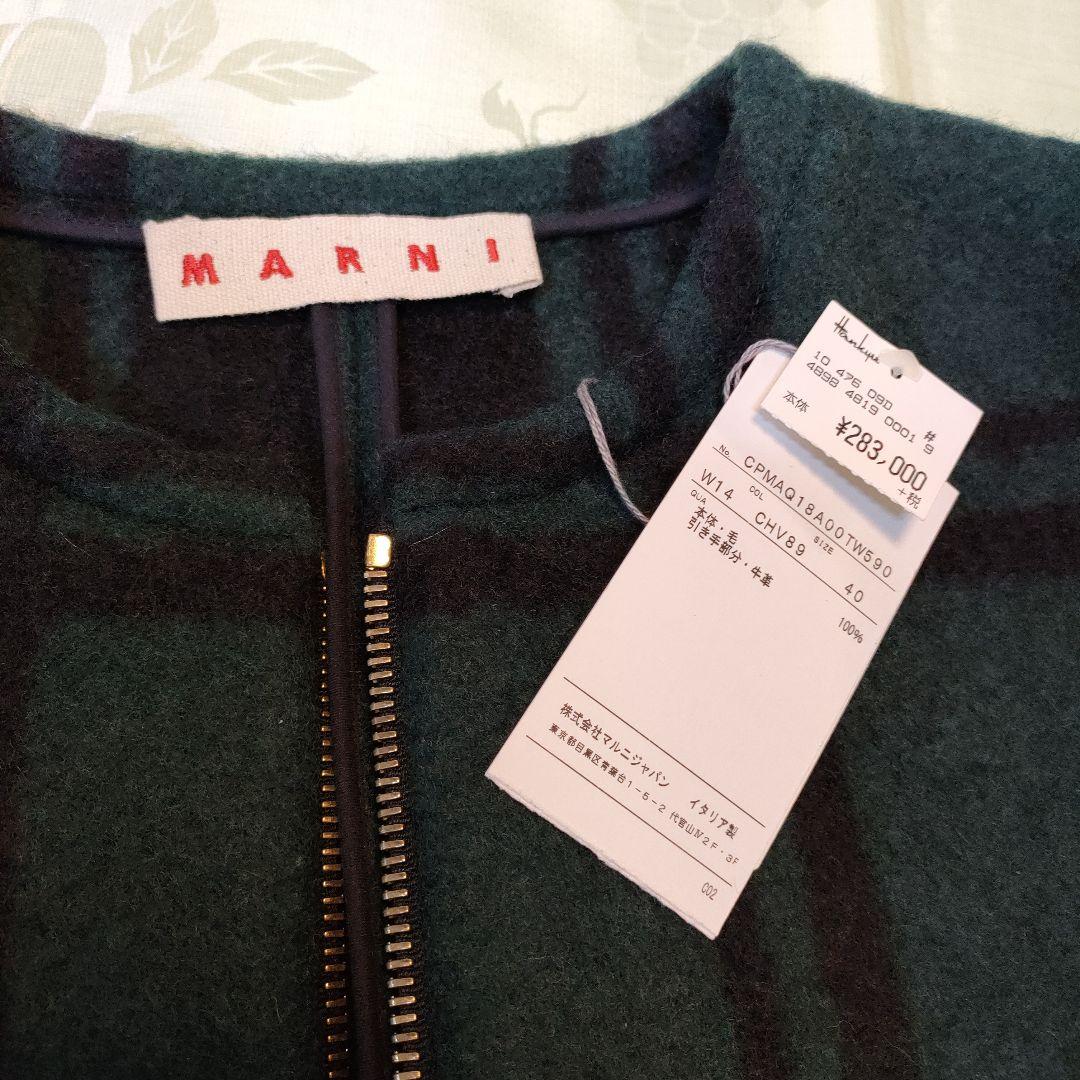 MARNI
Hankyu
10 476 090
4898 4819 0001 #9
本体 ¥283,000
+税
No. CPMAQ18A00TW590
COL SIZE
W14 CHV89 40
QUA
本体・毛 100%
引き手部分・牛革
株式会社マルニジャパン イタリア製
東京都目黒区青葉台1-5-2 代官山Ⅳ2F・3F
C02